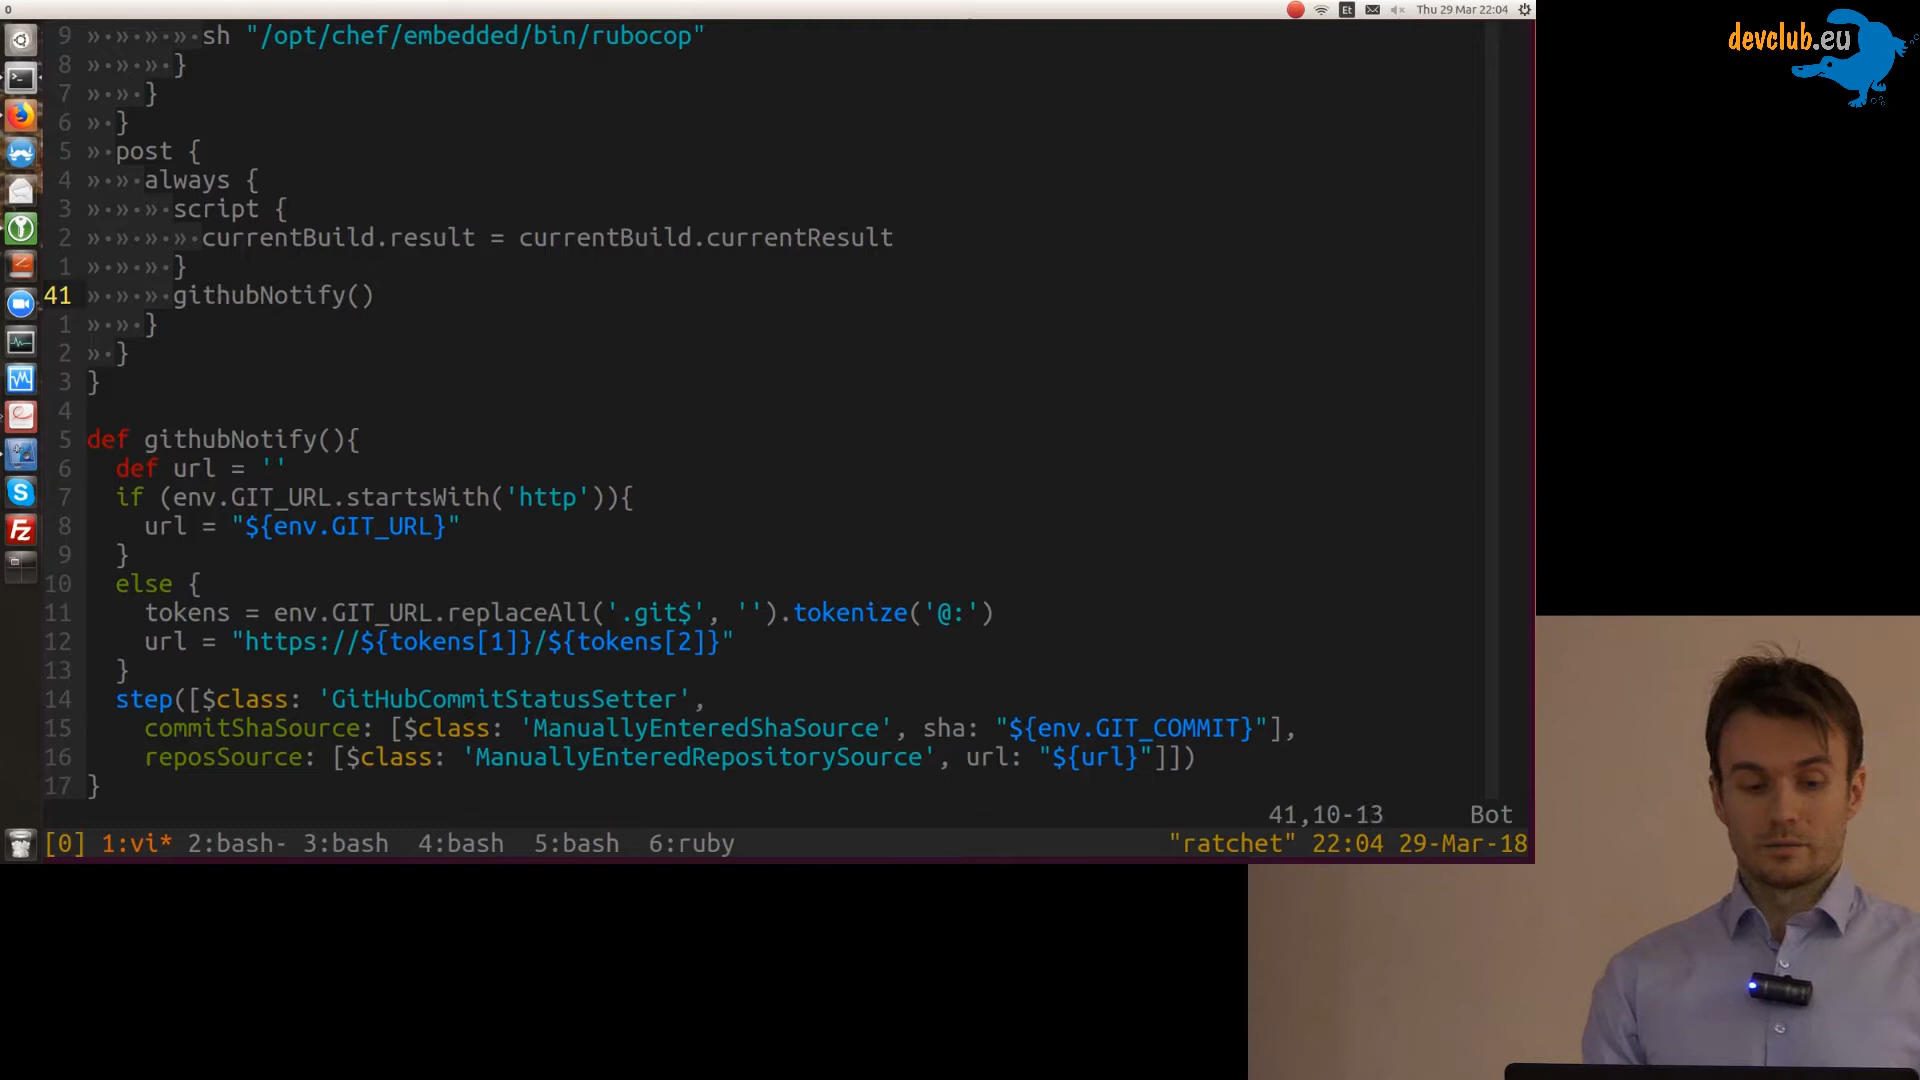 0
Et
Thu 29 Mar 22:04
devclub.eu
9 » · » · » · » · sh "/opt/chef/embedded/bin/rubocop"
8 » · » · » · }
7 » · » · }
6 » · }
5 » · post {
4 » · » · always {
3 » · » · » · script {
2 » · » · » · » · currentBuild.result = currentBuild.currentResult
1 » · » · » · }
41 » · » · » · githubNotify()
1 » · » · }
2 » · }
3 }
4
5 def githubNotify(){
6 def url = ''
7 if (env.GIT_URL.startsWith('http')){
8 url = "${env.GIT_URL}"
9 }
10 else {
11 tokens = env.GIT_URL.replaceAll('.git$', '').tokenize('@:')
12 url = "https://${tokens[1]}/${tokens[2]}"
13 }
14 step([$class: 'GitHubCommitStatusSetter',
15 commitShaSource: [$class: 'ManuallyEnteredShaSource', sha: "${env.GIT_COMMIT}"],
16 reposSource: [$class: 'ManuallyEnteredRepositorySource', url: "${url}"]])
17 }
41,10-13 Bot
[0] 1:vi* 2:bash- 3:bash 4:bash 5:bash 6:ruby "ratchet" 22:04 29-Mar-18
S
Fz